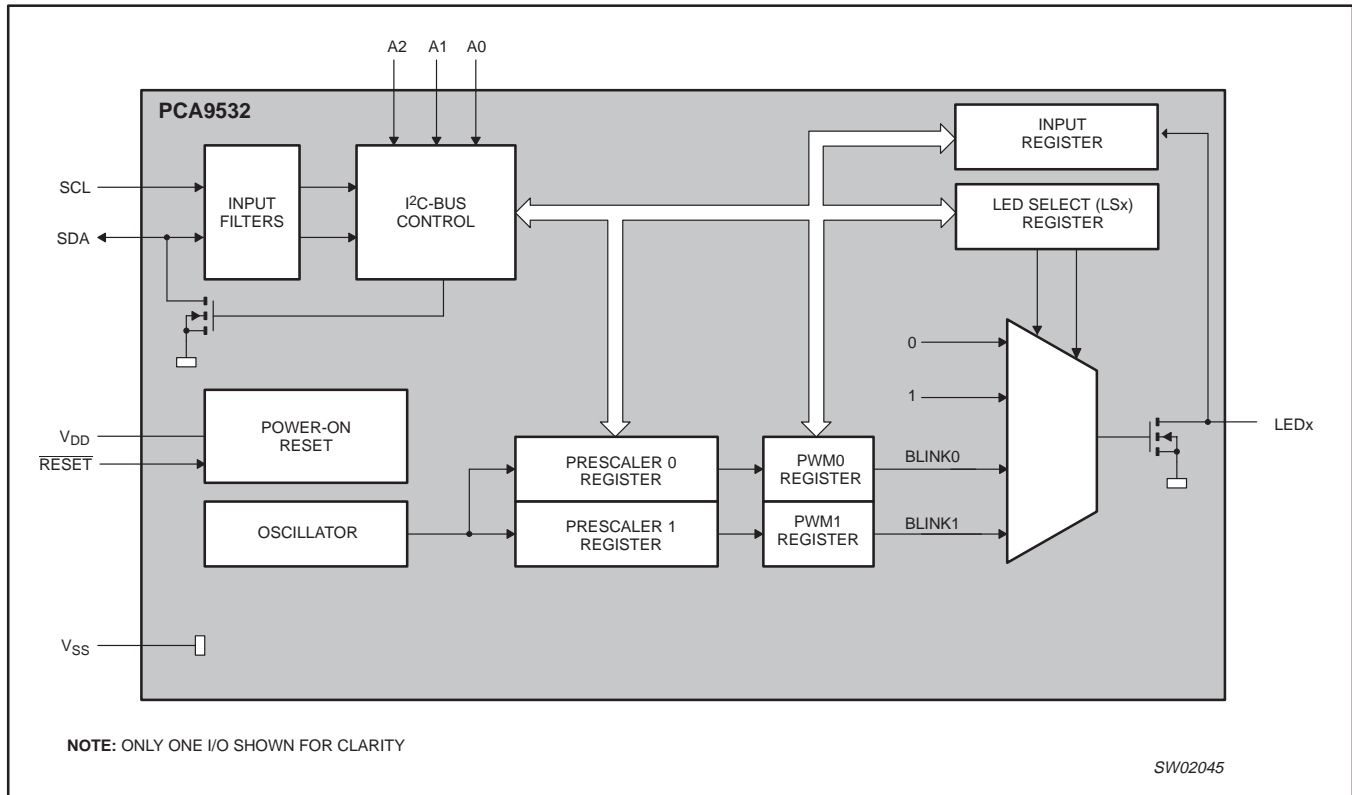 A2 A1 A0
PCA9532
INPUT
REGISTER
SCL
SDA
INPUT
FILTERS
I²C-BUS
CONTROL
LED SELECT (LSx)
REGISTER
0
1
VDD
RESET
POWER-ON
RESET
OSCILLATOR
PRESCALER 0
REGISTER
PRESCALER 1
REGISTER
PWM0
REGISTER
PWM1
REGISTER
BLINK0
BLINK1
LEDx
VSS
NOTE: ONLY ONE I/O SHOWN FOR CLARITY
SW02045